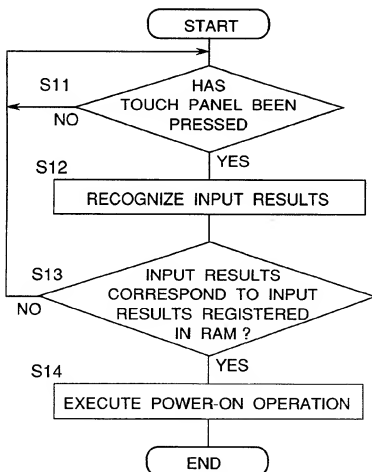 START
S11
HAS
TOUCH PANEL BEEN
PRESSED
NO
YES
S12
RECOGNIZE INPUT RESULTS
S13
INPUT RESULTS
CORRESPOND TO INPUT
RESULTS REGISTERED
IN RAM ?
NO
YES
S14
EXECUTE POWER-ON OPERATION
END